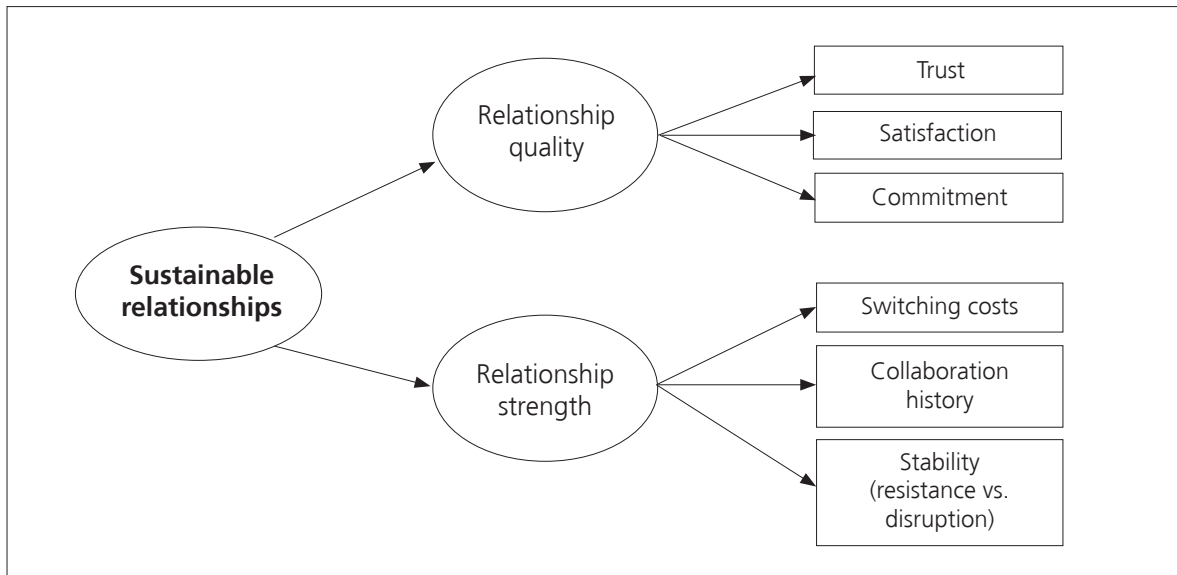 Sustainable
relationships
Relationship
quality
Trust
Satisfaction
Commitment
Relationship
strength
Switching costs
Collaboration
history
Stability
(resistance vs.
disruption)